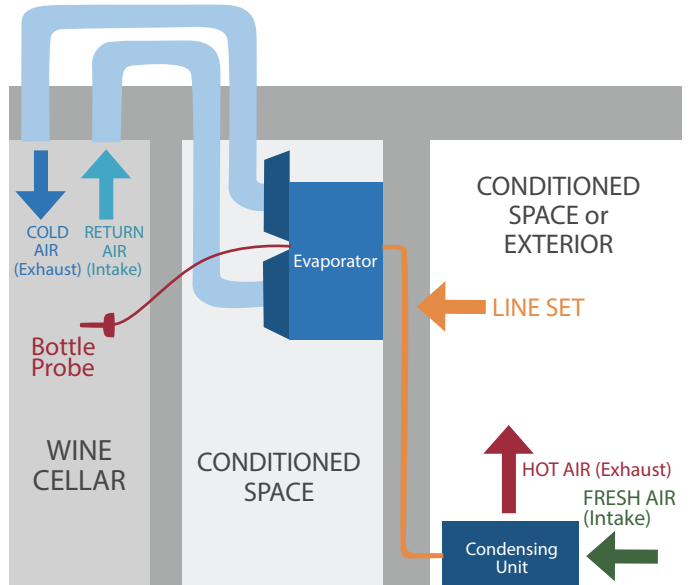 COLD
AIR
(Exhaust)
RETURN
AIR
(Intake)
Evaporator
CONDITIONED
SPACE or
EXTERIOR
LINE SET
Bottle
Probe
WINE
CELLAR
CONDITIONED
SPACE
HOT AIR (Exhaust)
FRESH AIR
(Intake)
Condensing
Unit